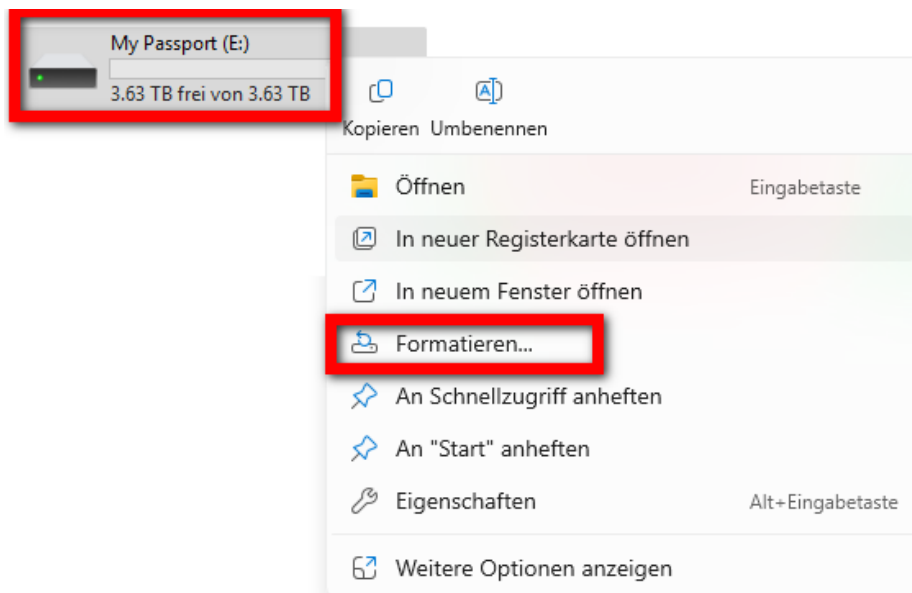 My Passport (E:)
3.63 TB frei von 3.63 TB
Kopieren Umbenennen
Öffnen Eingabetaste
In neuer Registerkarte öffnen
In neuem Fenster öffnen
Formatieren...
An Schnellzugriff anheften
An "Start" anheften
Eigenschaften Alt+Eingabetaste
Weitere Optionen anzeigen